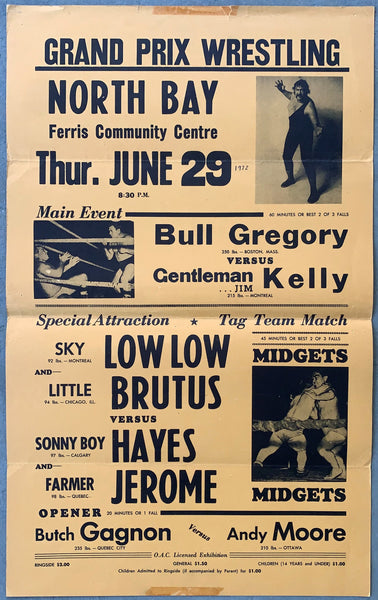 GRAND PRIX WRESTLING
NORTH BAY
Ferris Community Centre
Thur. JUNE 29 1972
8:30 P.M.
Main Event
60 MINUTES OR BEST 2 OF 3 FALLS
Bull Gregory
250 lbs. — BOSTON, MASS.
VERSUS
Gentleman ...JIM Kelly
215 lbs. — MONTREAL
Special Attraction ★ Tag Team Match
45 MINUTES OR BEST 2 OF 3 FALLS
SKY LOW LOW
92 lbs. — MONTREAL
AND—
LITTLE BRUTUS
94 lbs. — CHICAGO, ILL.
VERSUS
SONNY BOY HAYES
97 lbs. — CALGARY
AND—
FARMER JEROME
98 lbs. — QUEBEC
MIDGETS
MIDGETS
OPENER 20 MINUTES OR 1 FALL
Butch Gagnon Versus Andy Moore
235 lbs. — QUEBEC CITY
210 lbs. — OTTAWA
O.A.C. Licensed Exhibition
RINGSIDE $2.00 GENERAL $1.50 CHILDREN (14 YEARS and UNDER) $1.00
Children Admitted to Ringside (if accompanied by Parent) for $1.00